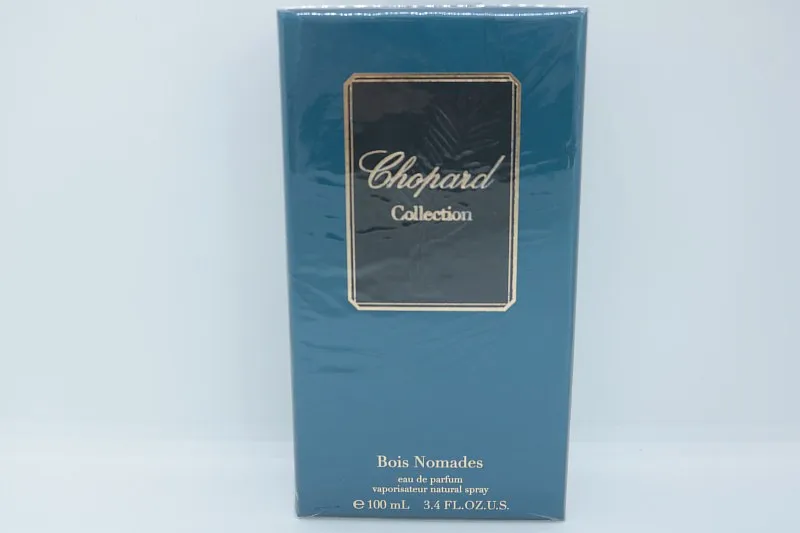 Chopard
Collection
Bois Nomades
eau de parfum
vaporisateur natural spray
℮ 100 mL 3.4 FL.OZ.U.S.